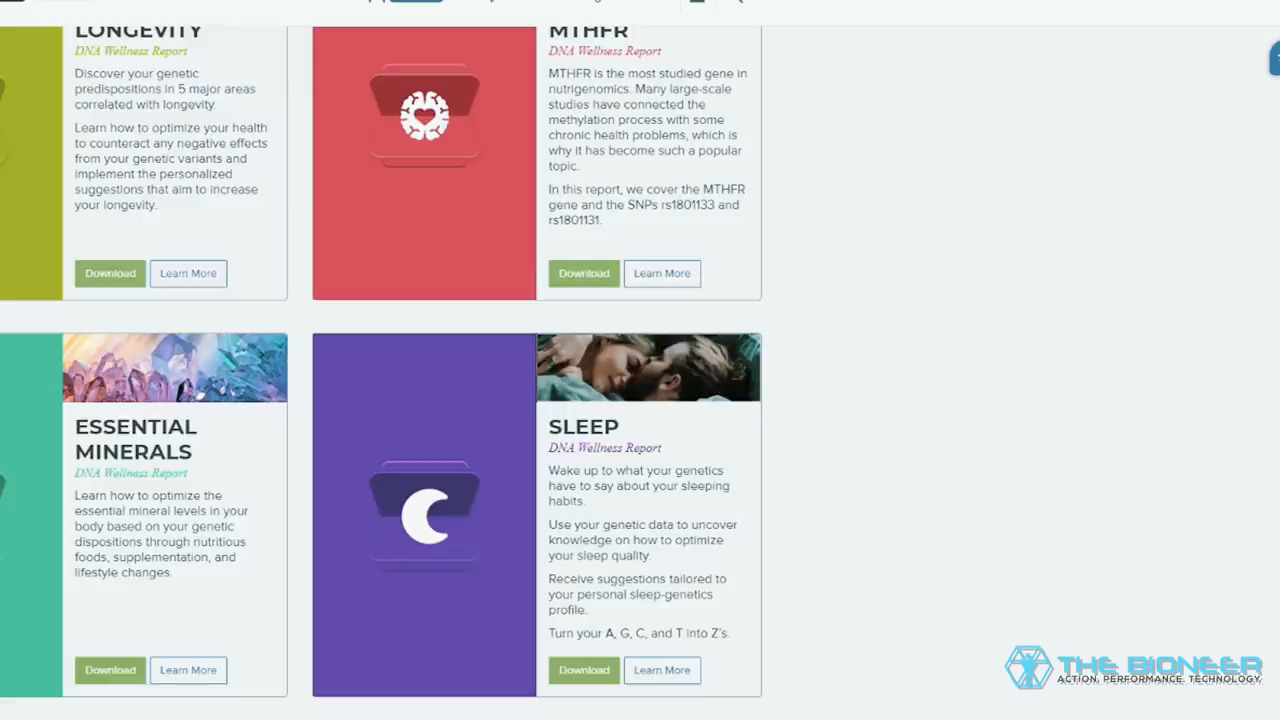 LONGEVITY
DNA Wellness Report
Discover your genetic
predispositions in 5 major areas
correlated with longevity.
Learn how to optimize your health
to counteract any negative effects
from your genetic variants and
implement the personalized
suggestions that aim to increase
your longevity.
Download
Learn More
MTHFR
DNA Wellness Report
MTHFR is the most studied gene in
nutrigenomics. Many large-scale
studies have connected the
methylation process with some
chronic health problems, which is
why it has become such a popular
topic.
In this report, we cover the MTHFR
gene and the SNPs rs1801133 and
rs1801131.
Download
Learn More
ESSENTIAL
MINERALS
DNA Wellness Report
Learn how to optimize the
essential mineral levels in your
body based on your genetic
dispositions through nutritious
foods, supplementation, and
lifestyle changes.
Download
Learn More
SLEEP
DNA Wellness Report
Wake up to what your genetics
have to say about your sleeping
habits.
Use your genetic data to uncover
knowledge on how to optimize
your sleep quality.
Receive suggestions tailored to
your personal sleep-genetics
profile.
Turn your A, G, C, and T into Z's.
Download
Learn More
THE BIONEER
ACTION. PERFORMANCE. TECHNOLOGY.